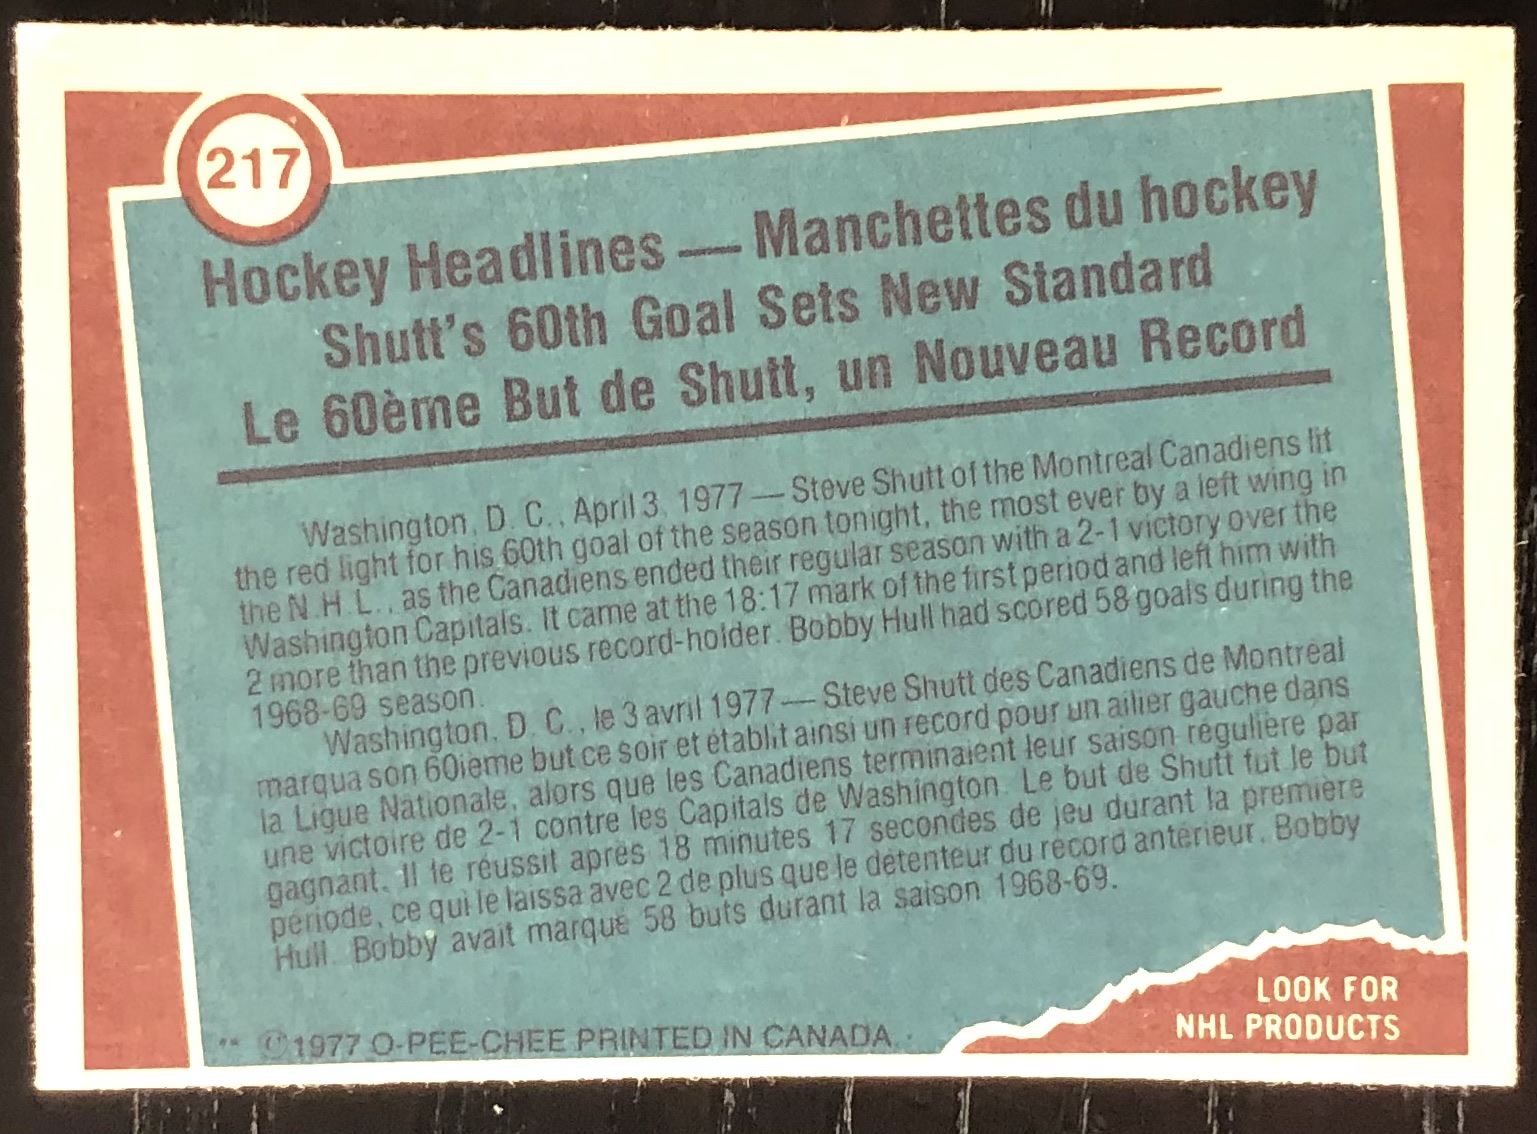 217
Hockey Headlines — Manchettes du hockey
Shutt's 60th Goal Sets New Standard
Le 60ème But de Shutt, un Nouveau Record
Washington, D. C., April 3, 1977 — Steve Shutt of the Montreal Canadiens lit
the red light for his 60th goal of the season tonight, the most ever by a left wing in
the N.H.L., as the Canadiens ended their regular season with a 2-1 victory over the
Washington Capitals. It came at the 18:17 mark of the first period and left him with
2 more than the previous record-holder. Bobby Hull had scored 58 goals during the
1968-69 season.
Washington, D. C., le 3 avril 1977 — Steve Shutt des Canadiens de Montréal
marqua son 60ième but ce soir et établit ainsi un record pour un ailier gauche dans
la Ligue Nationale, alors que les Canadiens terminaient leur saison régulière par
une victoire de 2-1 contre les Capitals de Washington. Le but de Shutt fut le but
gagnant. Il le réussit après 18 minutes 17 secondes de jeu durant la première
période, ce qui le laissa avec 2 de plus que le détenteur du record antérieur. Bobby
Hull. Bobby avait marqué 58 buts durant la saison 1968-69.
LOOK FOR
NHL PRODUCTS
** ©1977 O-PEE-CHEE PRINTED IN CANADA.